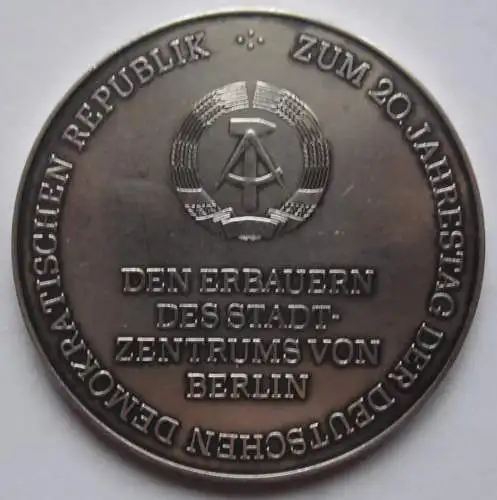 ZUM 20. JAHRESTAG DER DEUTSCHEN DEMOKRATISCHEN REPUBLIK
DEN ERBAUERN
DES STADT-
ZENTRUMS VON
BERLIN